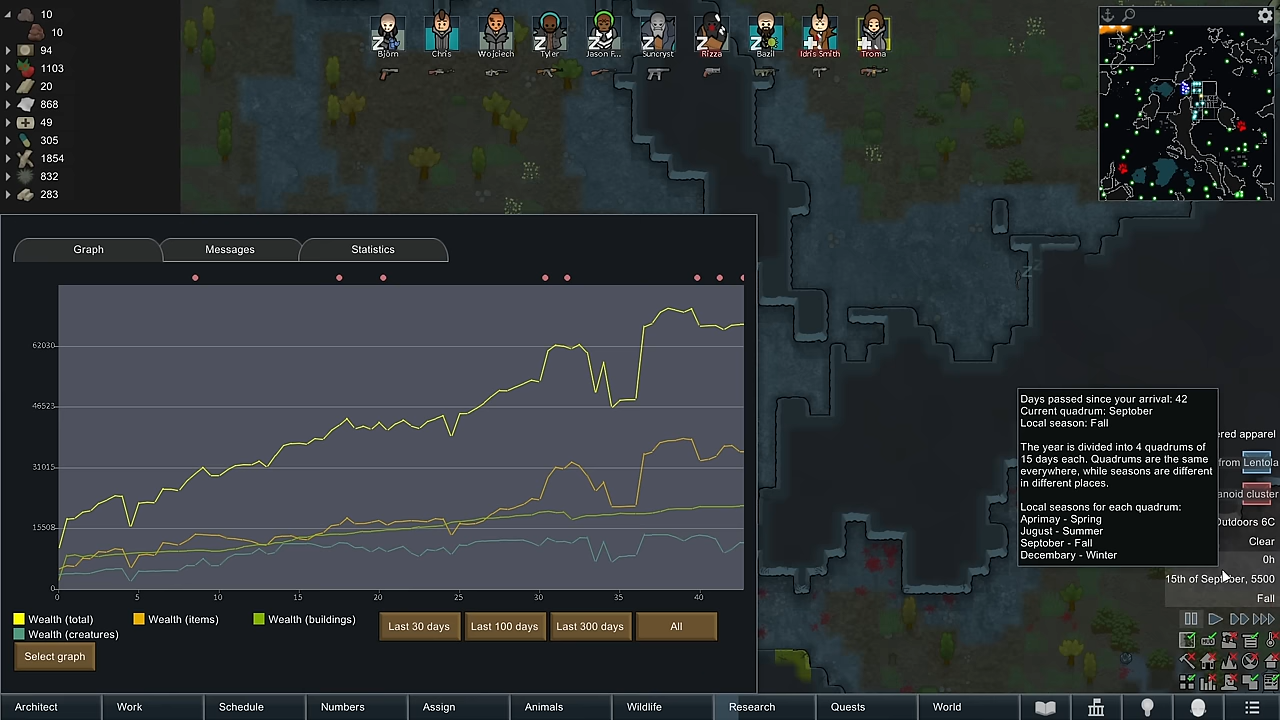 10
10
94
1103
20
868
49
305
1854
832
283
Z Björn
Chris
Wojciech
Z Tyler
Z Jason F...
Z Suncryst
Z Rizza
Z Bazil
Idris Smith
Troma
Graph
Messages
Statistics
62030
46523
31015
15508
0
0 5 10 15 20 25 30 35 40
Wealth (total)
Wealth (items)
Wealth (buildings)
Wealth (creatures)
Last 30 days
Last 100 days
Last 300 days
All
Select graph
Z Z
Days passed since your arrival: 42
Current quadrum: Septober
Local season: Fall
The year is divided into 4 quadrums of
15 days each. Quadrums are the same
everywhere, while seasons are different
in different places.
Local seasons for each quadrum:
Aprimay - Spring
Jugust - Summer
Septober - Fall
Decembary - Winter
ered apparel
from Lentola
anoid cluster
Outdoors 6C
Clear
0h
15th of September, 5500
Fall
Architect
Work
Schedule
Numbers
Assign
Animals
Wildlife
Research
Quests
World